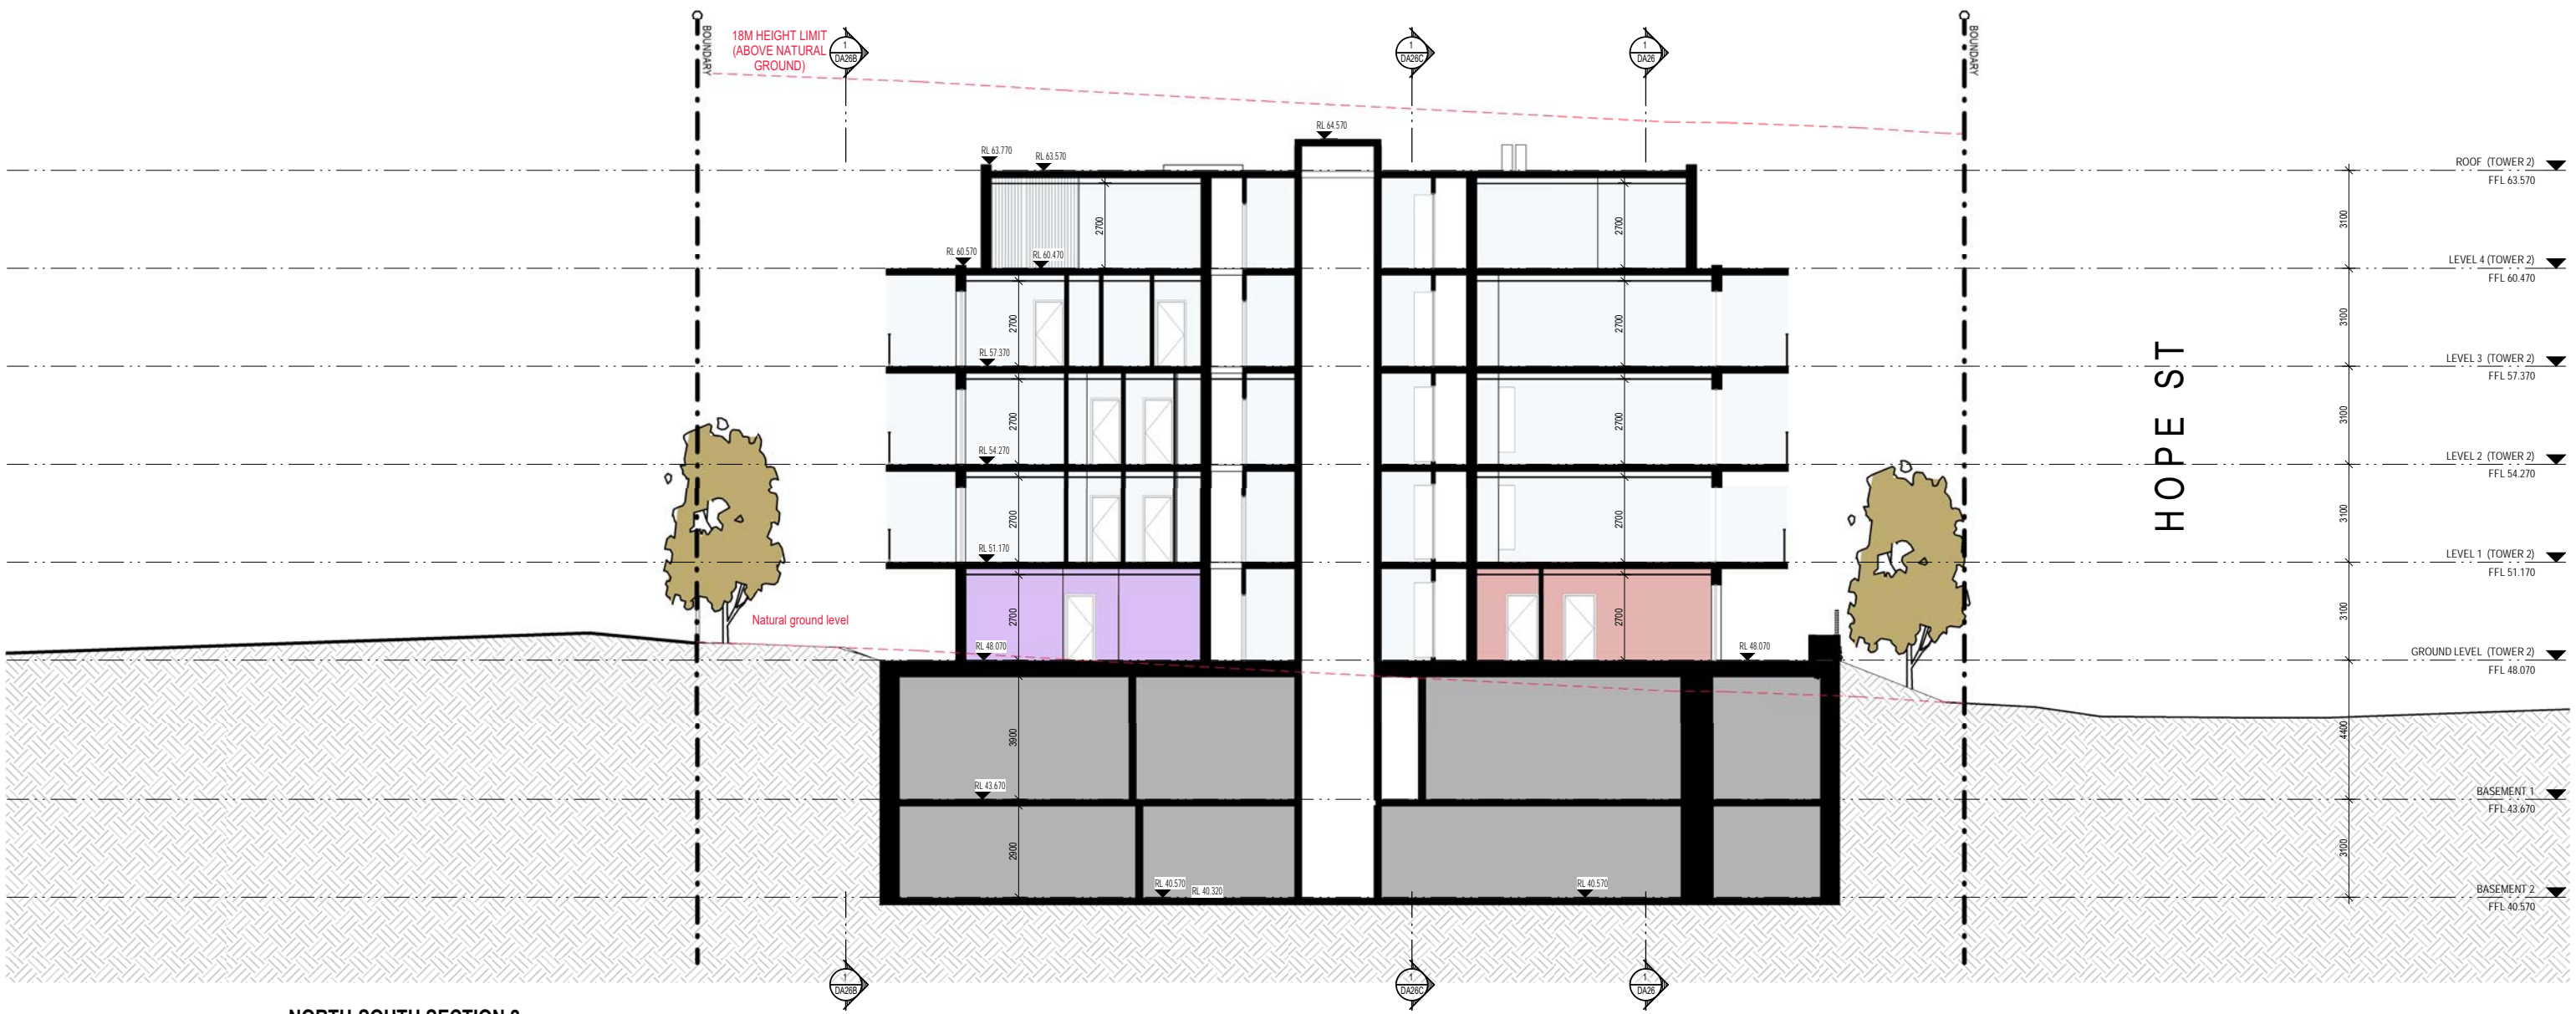 BOUNDARY
18M HEIGHT LIMIT
(ABOVE NATURAL
GROUND)
1
DA26B
1
DA26C
1
DA26
BOUNDARY
RL 64.570
RL 63.770
RL 63.570
ROOF (TOWER 2)
FFL 63.570
2700
2700
3100
RL 60.570
RL 60.470
LEVEL 4 (TOWER 2)
FFL 60.470
2700
2700
3100
RL 57.370
LEVEL 3 (TOWER 2)
FFL 57.370
HOPE ST
2700
2700
3100
RL 54.270
LEVEL 2 (TOWER 2)
FFL 54.270
2700
2700
3100
RL 51.170
LEVEL 1 (TOWER 2)
FFL 51.170
Natural ground level
2700
2700
3100
RL 48.070
RL 48.070
GROUND LEVEL (TOWER 2)
FFL 48.070
3900
4400
RL 43.670
BASEMENT 1
FFL 43.670
2900
3100
RL 40.570
RL 40.320
RL 40.570
BASEMENT 2
FFL 40.570
1
DA26B
1
DA26C
1
DA26